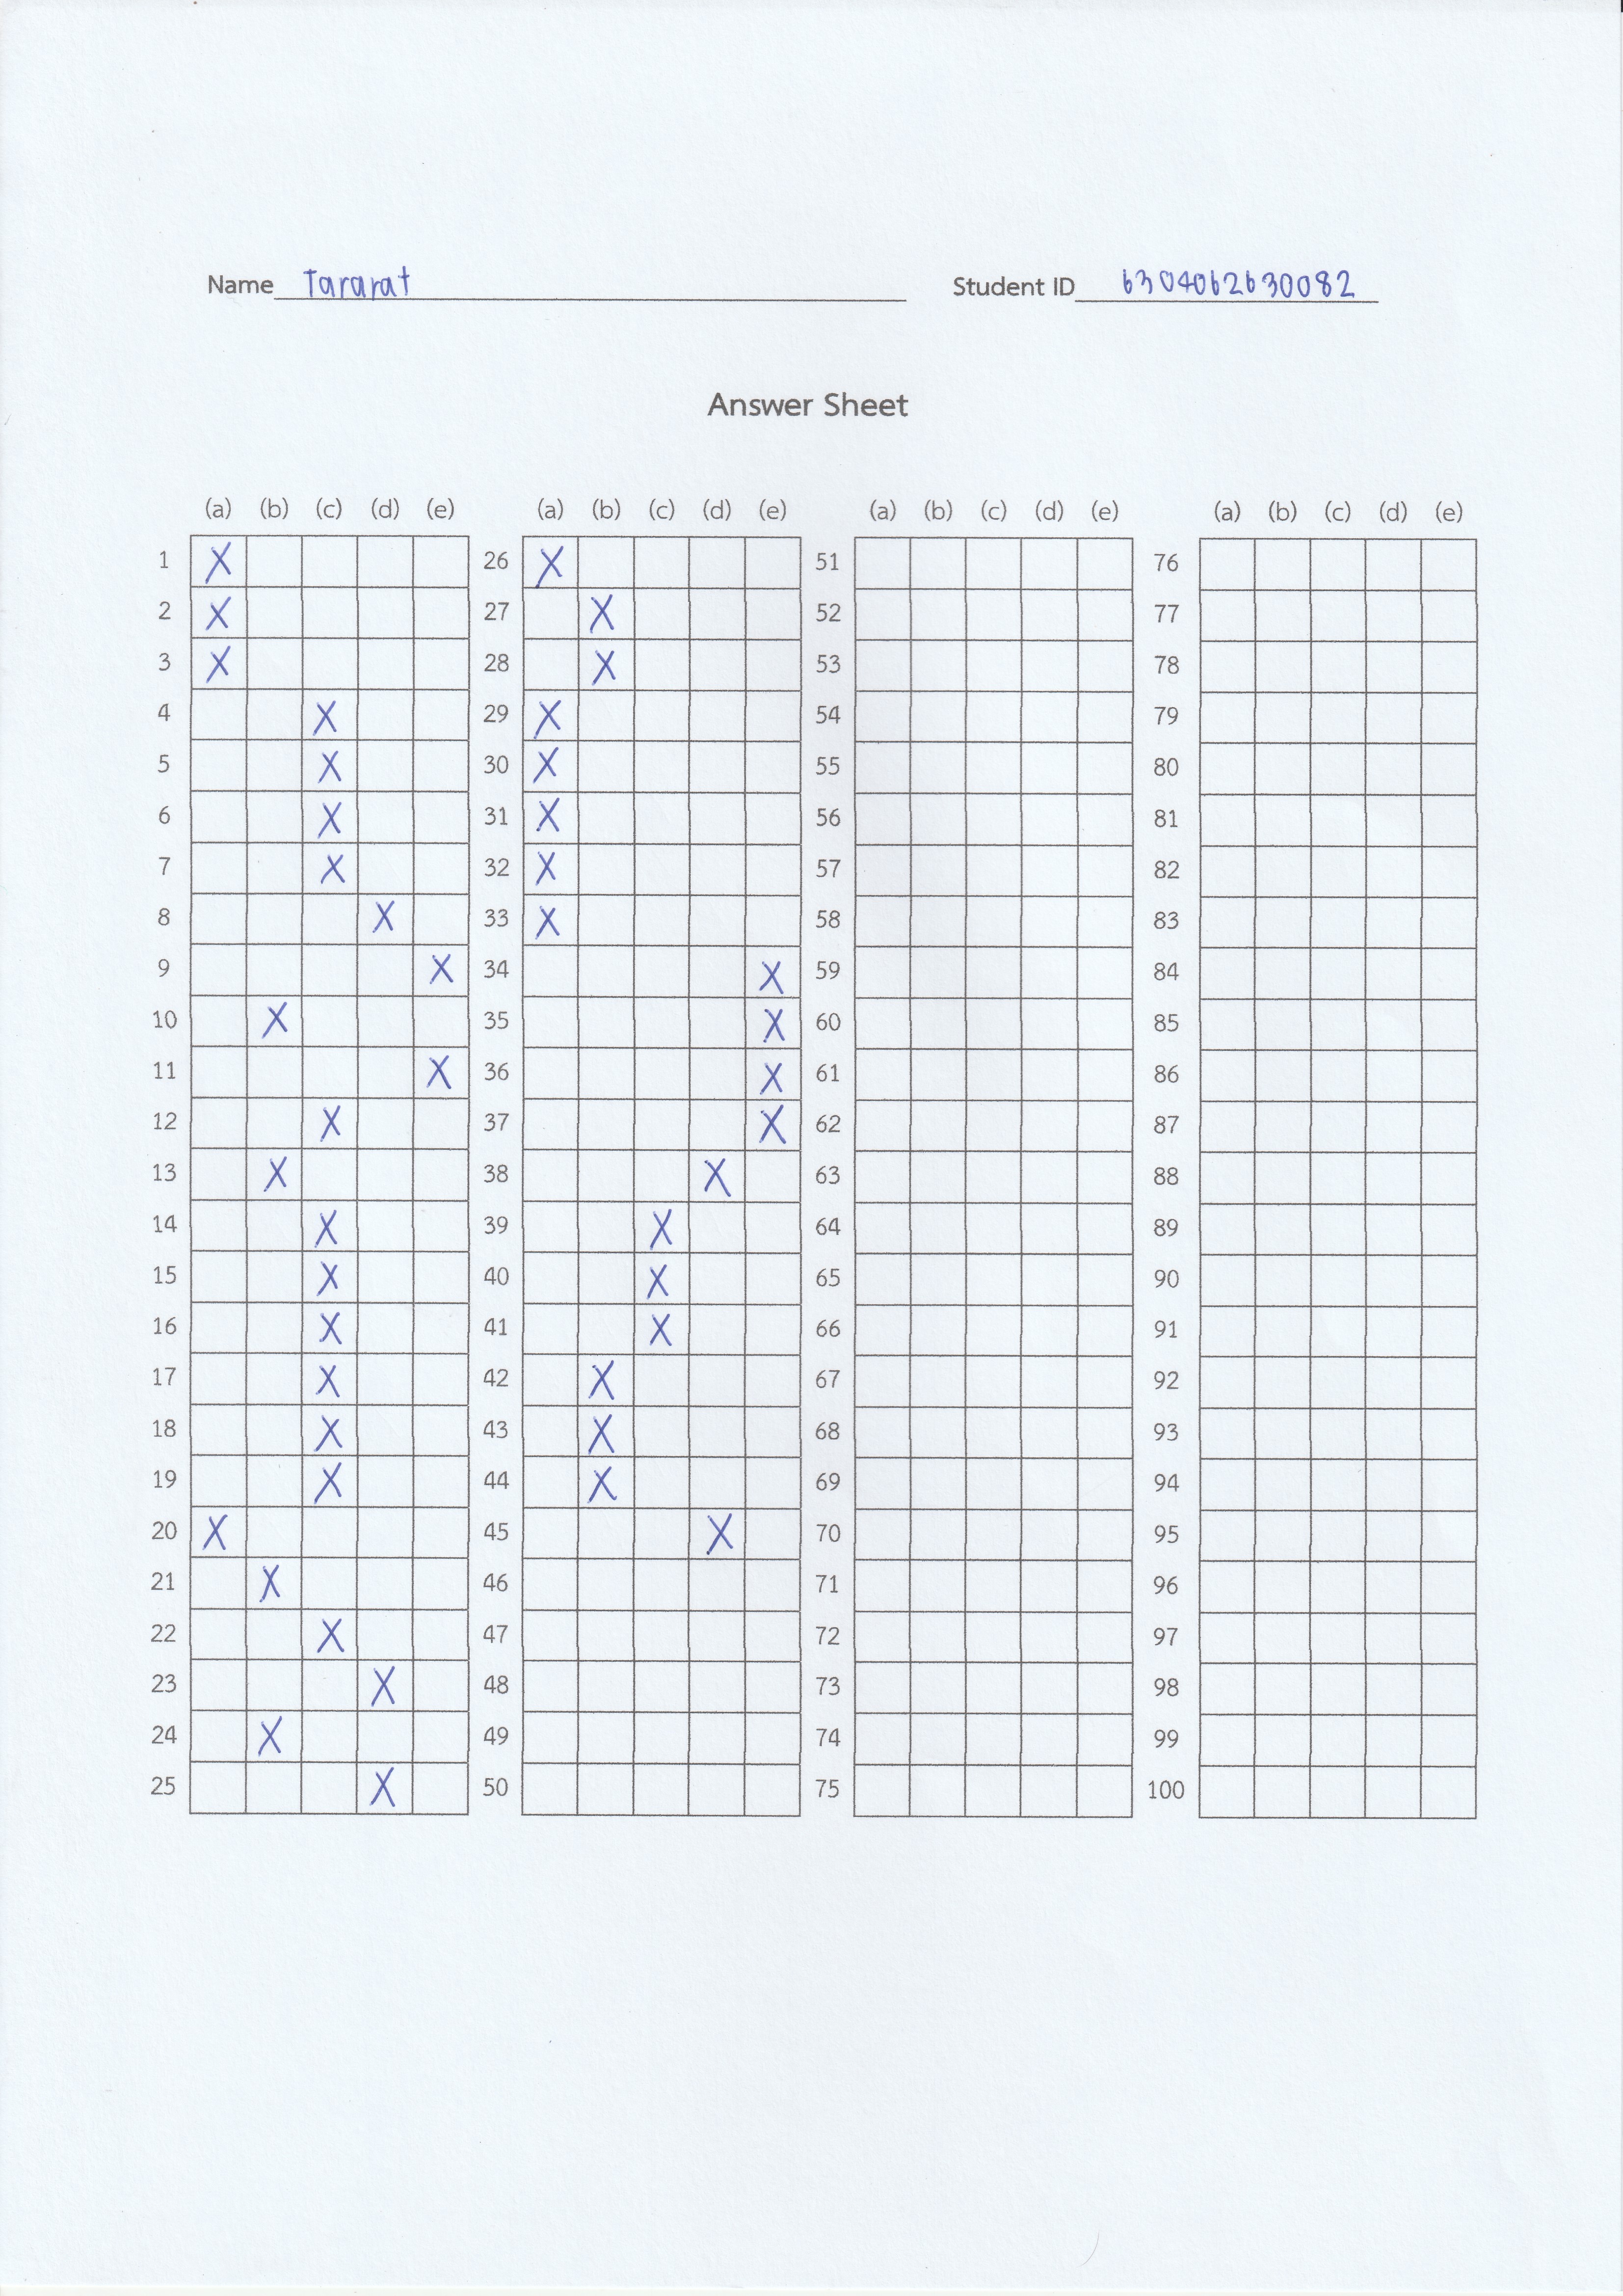 Name Tararat Student ID 6304062630082
Answer Sheet
(a) (b) (c) (d) (e) (a) (b) (c) (d) (e) (a) (b) (c) (d) (e) (a) (b) (c) (d) (e)
1 X 26 X 51 76
2 X 27 X 52 77
3 X 28 X 53 78
4 X 29 X 54 79
5 X 30 X 55 80
6 X 31 X 56 81
7 X 32 X 57 82
8 X 33 X 58 83
9 X 34 X 59 84
10 X 35 X 60 85
11 X 36 X 61 86
12 X 37 X 62 87
13 X 38 X 63 88
14 X 39 X 64 89
15 X 40 X 65 90
16 X 41 X 66 91
17 X 42 X 67 92
18 X 43 X 68 93
19 X 44 X 69 94
20 X 45 X 70 95
21 X 46 71 96
22 X 47 72 97
23 X 48 73 98
24 X 49 74 99
25 X 50 75 100